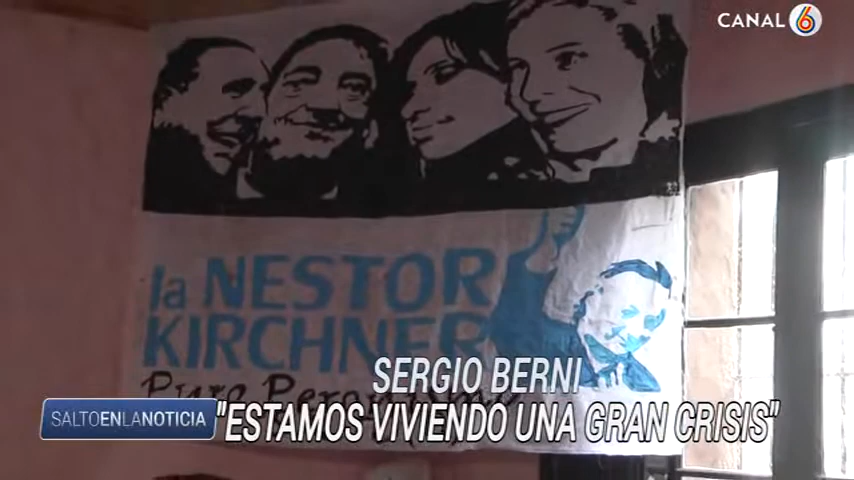 CANAL 6
la NESTOR
KIRCHNER
SERGIO BERNI
SALTOENLANOTICIA
"ESTAMOS VIVIENDO UNA GRAN CRISIS"